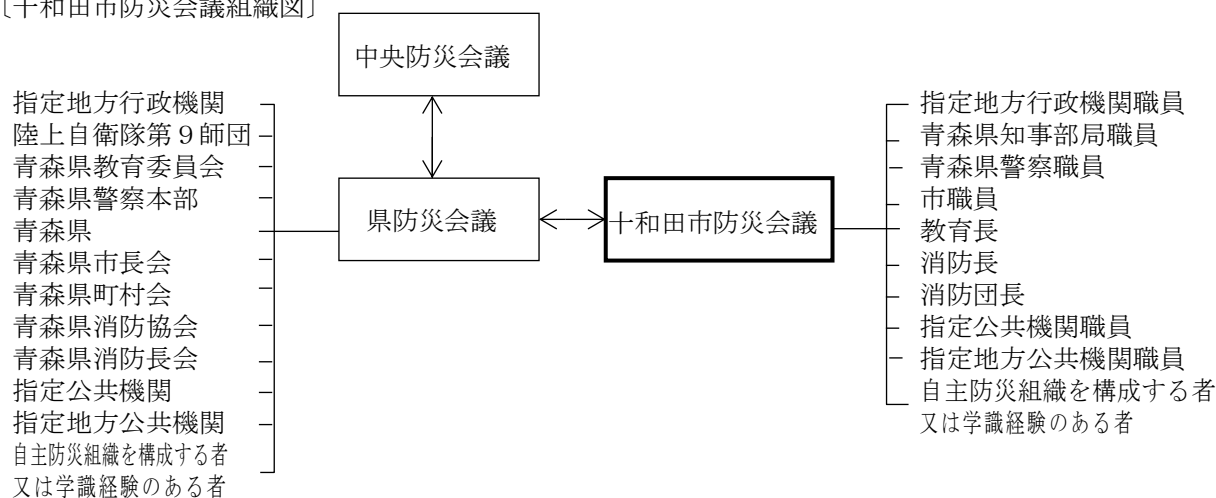 〔十和田市防災会議組織図〕
中央防災会議
県防災会議
十和田市防災会議
指定地方行政機関
陸上自衛隊第９師団
青森県教育委員会
青森県警察本部
青森県
青森県市長会
青森県町村会
青森県消防協会
青森県消防長会
指定公共機関
指定地方公共機関
自主防災組織を構成する者
又は学識経験のある者
指定地方行政機関職員
青森県知事部局職員
青森県警察職員
市職員
教育長
消防長
消防団長
指定公共機関職員
指定地方公共機関職員
自主防災組織を構成する者
又は学識経験のある者